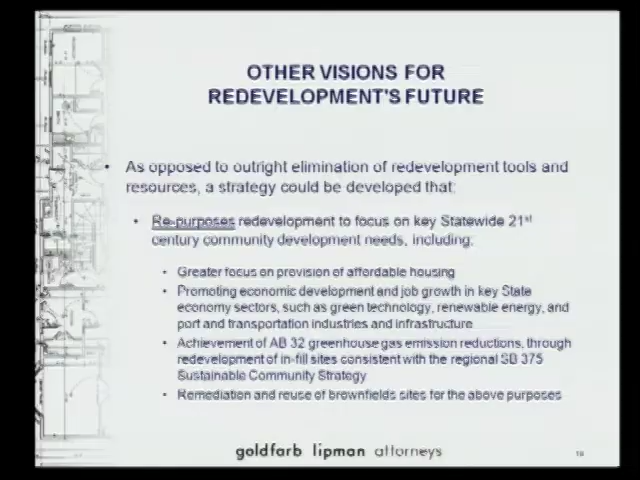 OTHER VISIONS FOR
REDEVELOPMENT'S FUTURE
• As opposed to outright elimination of redevelopment tools and
resources, a strategy could be developed that:
• Re-purposes redevelopment to focus on key Statewide 21st
century community development needs, including:
• Greater focus on provision of affordable housing
• Promoting economic development and job growth in key State
economy sectors, such as green technology, renewable energy, and
port and transportation industries and infrastructure
• Achievement of AB 32 greenhouse gas emission reductions, through
redevelopment of in-fill sites consistent with the regional SB 375
Sustainable Community Strategy
• Remediation and reuse of brownfields sites for the above purposes
goldfarb lipman attorneys